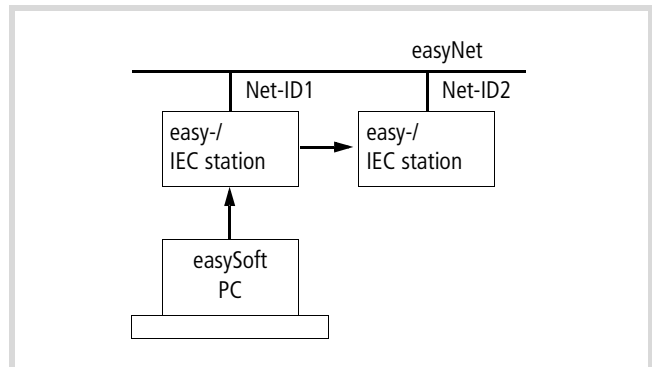 easyNet
Net-ID1
Net-ID2
easy-/
IEC station
easy-/
IEC station
easySoft
PC